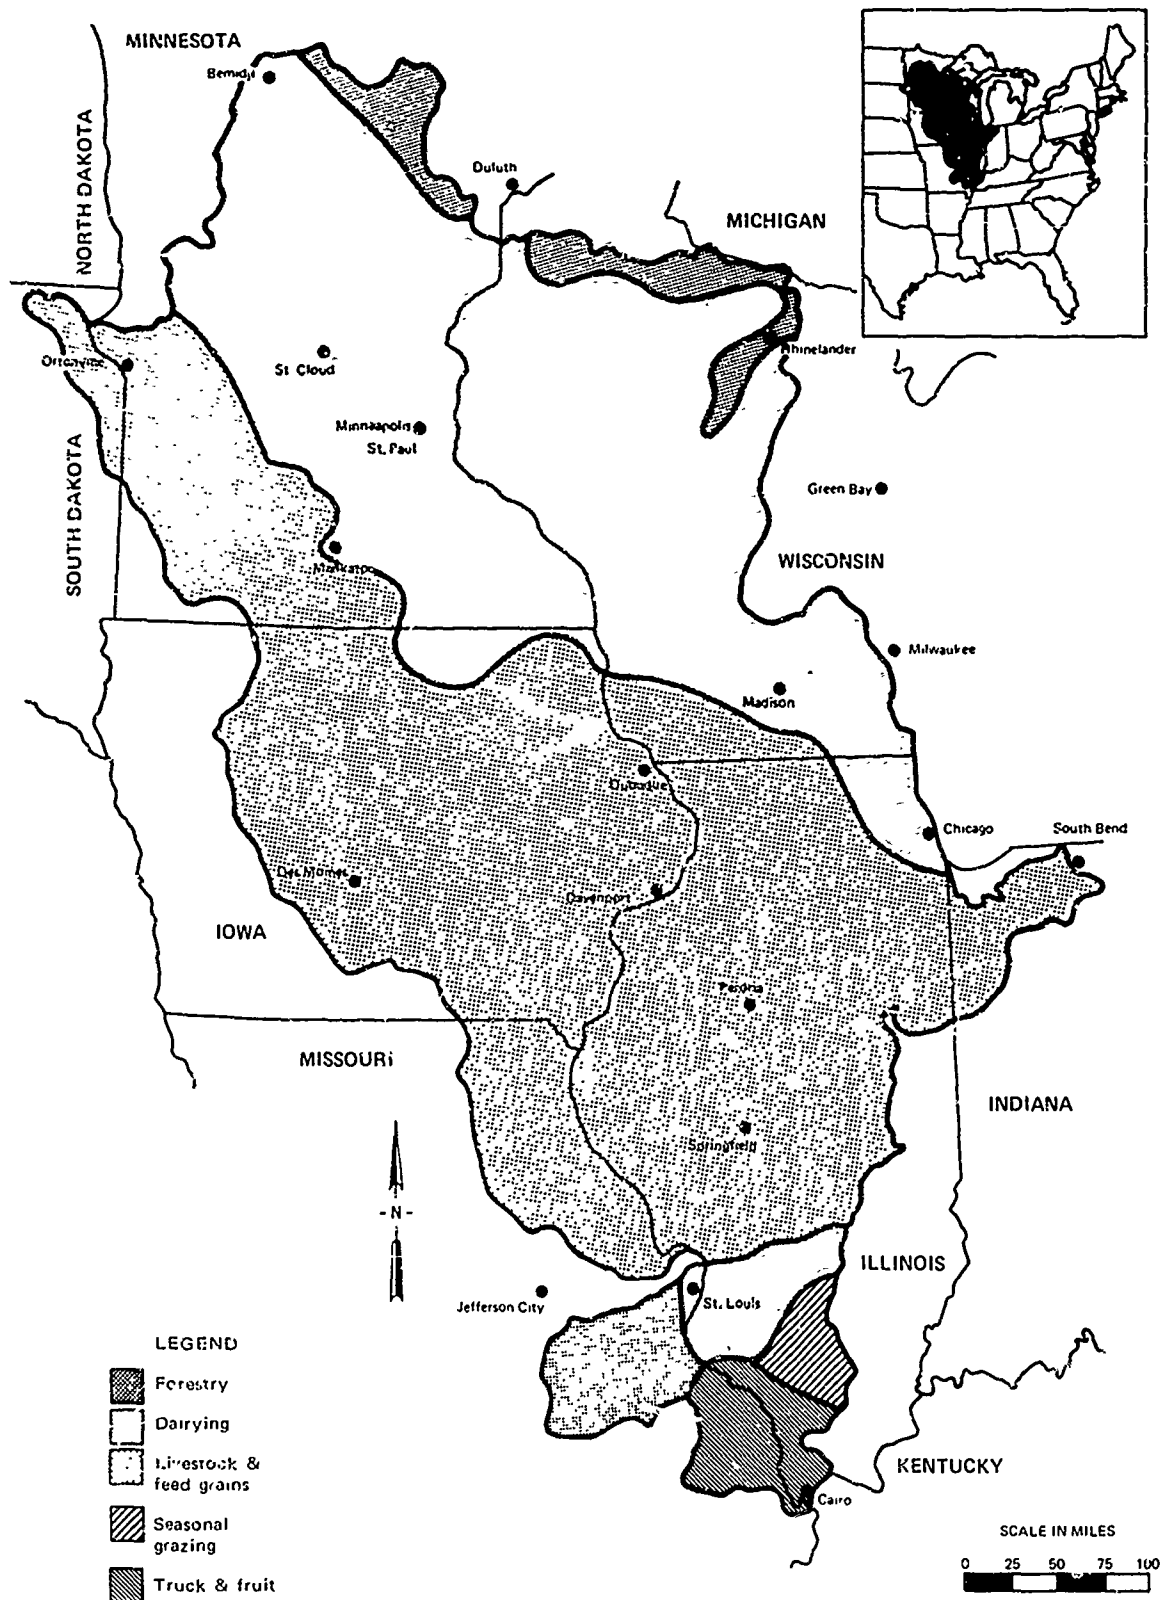 MINNESOTA
Bemidji
NORTH DAKOTA
Duluth
MICHIGAN
Ortonville
St. Cloud
Rhinelander
Minneapolis
St. Paul
SOUTH DAKOTA
Green Bay
Mankato
WISCONSIN
Milwaukee
Madison
Dubuque
Chicago
South Bend
Des Moines
Davenport
IOWA
Peoria
MISSOURI
INDIANA
Springfield
- N -
ILLINOIS
Jefferson City
St. Louis
LEGEND
Forestry
Dairying
Livestock &
feed grains
Seasonal
grazing
Truck & fruit
KENTUCKY
Cairo
SCALE IN MILES
0 25 50 75 100